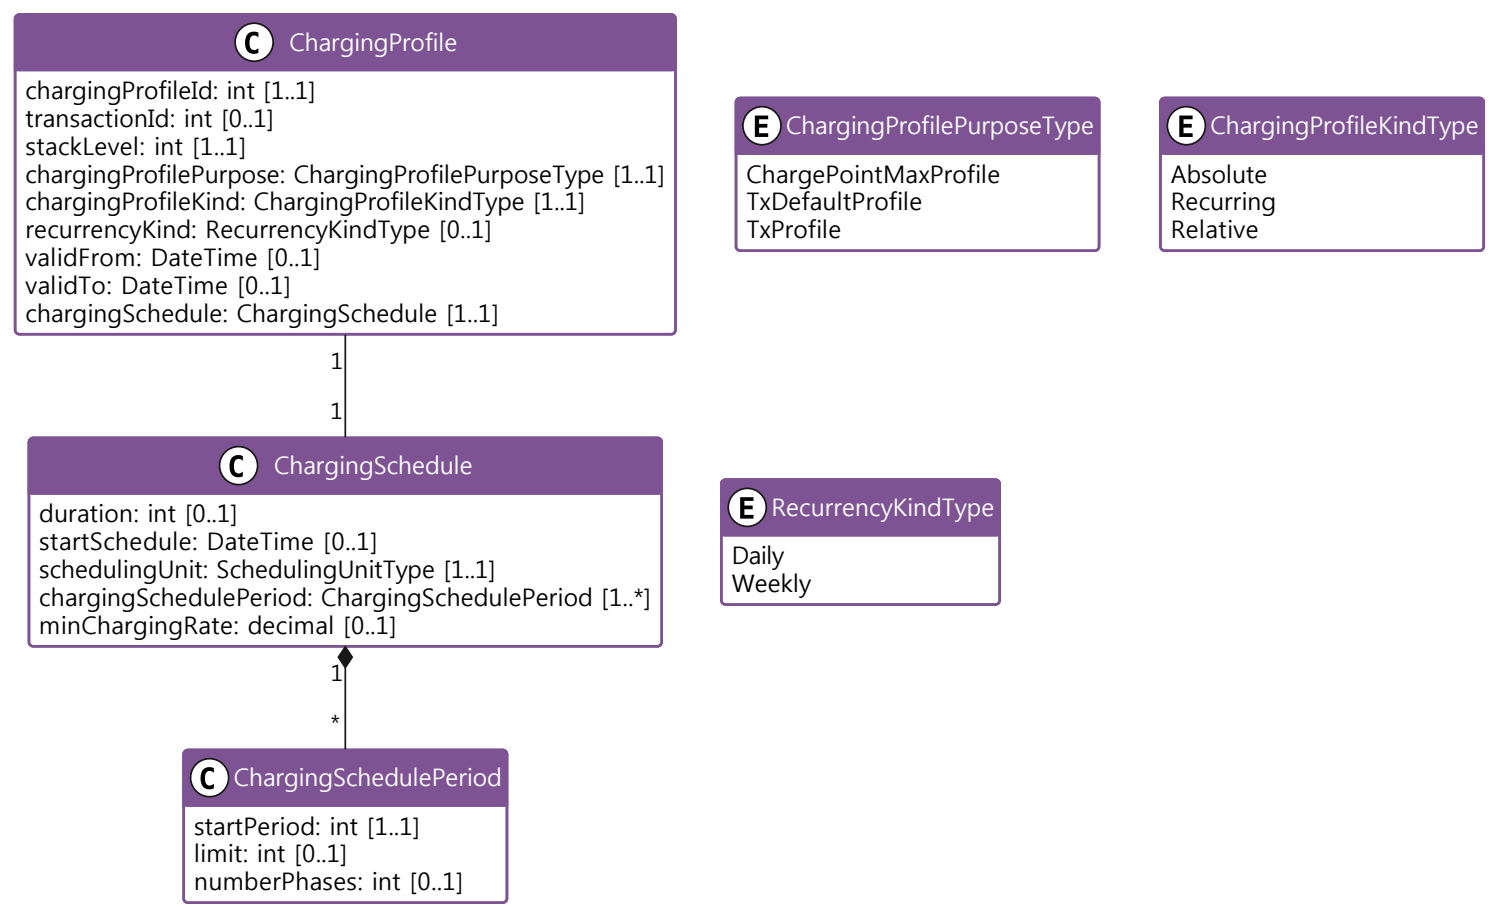 C ChargingProfile
chargingProfileId: int [1..1]
transactionId: int [0..1]
stackLevel: int [1..1]
chargingProfilePurpose: ChargingProfilePurposeType [1..1]
chargingProfileKind: ChargingProfileKindType [1..1]
recurrencyKind: RecurrencyKindType [0..1]
validFrom: DateTime [0..1]
validTo: DateTime [0..1]
chargingSchedule: ChargingSchedule [1..1]
E ChargingProfilePurposeType
ChargePointMaxProfile
TxDefaultProfile
TxProfile
E ChargingProfileKindType
Absolute
Recurring
Relative
1
1
C ChargingSchedule
duration: int [0..1]
startSchedule: DateTime [0..1]
schedulingUnit: SchedulingUnitType [1..1]
chargingSchedulePeriod: ChargingSchedulePeriod [1..*]
minChargingRate: decimal [0..1]
E RecurrencyKindType
Daily
Weekly
1
*
C ChargingSchedulePeriod
startPeriod: int [1..1]
limit: int [0..1]
numberPhases: int [0..1]